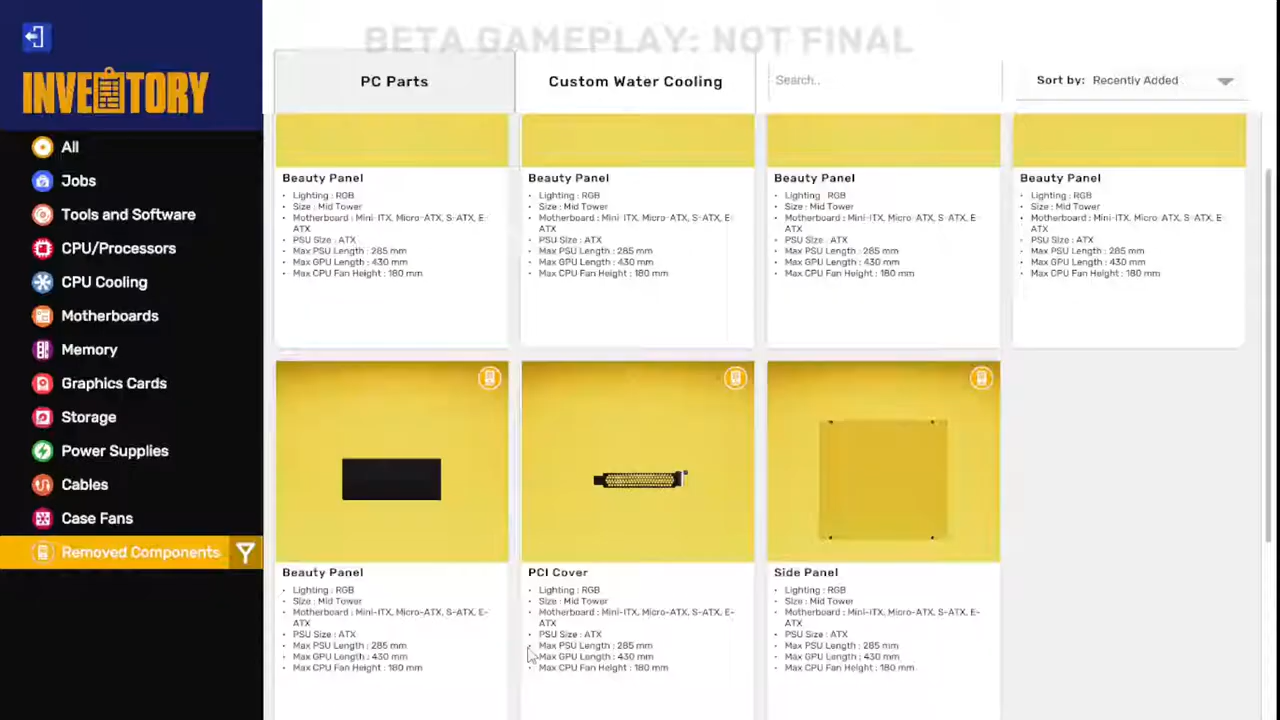 BETA GAMEPLAY: NOT FINAL
INVENTORY
PC Parts
Custom Water Cooling
Search..
Sort by: Recently Added
All
Jobs
Tools and Software
CPU/Processors
CPU Cooling
Motherboards
Memory
Graphics Cards
Storage
Power Supplies
Cables
Case Fans
Removed Components
Beauty Panel
Lighting : RGB
Size : Mid Tower
Motherboard : Mini-ITX, Micro-ATX, S-ATX, E-
ATX
PSU Size : ATX
Max PSU Length : 285 mm
Max GPU Length : 430 mm
Max CPU Fan Height : 180 mm
Beauty Panel
Lighting : RGB
Size : Mid Tower
Motherboard : Mini-ITX, Micro-ATX, S-ATX, E-
ATX
PSU Size : ATX
Max PSU Length : 285 mm
Max GPU Length : 430 mm
Max CPU Fan Height : 180 mm
Beauty Panel
Lighting : RGB
Size : Mid Tower
Motherboard : Mini-ITX, Micro-ATX, S-ATX, E-
ATX
PSU Size : ATX
Max PSU Length : 285 mm
Max GPU Length : 430 mm
Max CPU Fan Height : 180 mm
Beauty Panel
Lighting : RGB
Size : Mid Tower
Motherboard : Mini-ITX, Micro-ATX, S-ATX, E-
ATX
PSU Size : ATX
Max PSU Length : 285 mm
Max GPU Length : 430 mm
Max CPU Fan Height : 180 mm
Beauty Panel
Lighting : RGB
Size : Mid Tower
Motherboard : Mini-ITX, Micro-ATX, S-ATX, E-
ATX
PSU Size : ATX
Max PSU Length : 285 mm
Max GPU Length : 430 mm
Max CPU Fan Height : 180 mm
PCI Cover
Lighting : RGB
Size : Mid Tower
Motherboard : Mini-ITX, Micro-ATX, S-ATX, E-
ATX
PSU Size : ATX
Max PSU Length : 285 mm
Max GPU Length : 430 mm
Max CPU Fan Height : 180 mm
Side Panel
Lighting : RGB
Size : Mid Tower
Motherboard : Mini-ITX, Micro-ATX, S-ATX, E-
ATX
PSU Size : ATX
Max PSU Length : 285 mm
Max GPU Length : 430 mm
Max CPU Fan Height : 180 mm